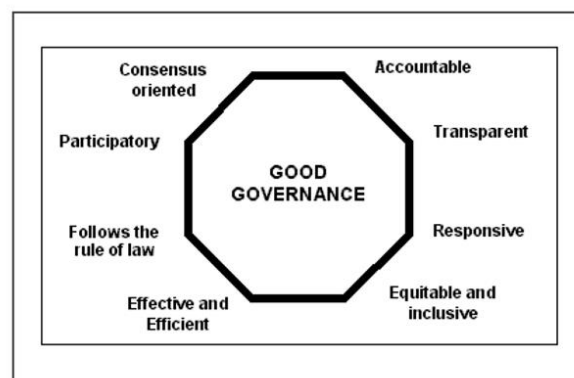 Consensus
oriented
Accountable
Participatory
Transparent
GOOD
GOVERNANCE
Follows the
rule of law
Responsive
Effective and
Efficient
Equitable and
inclusive